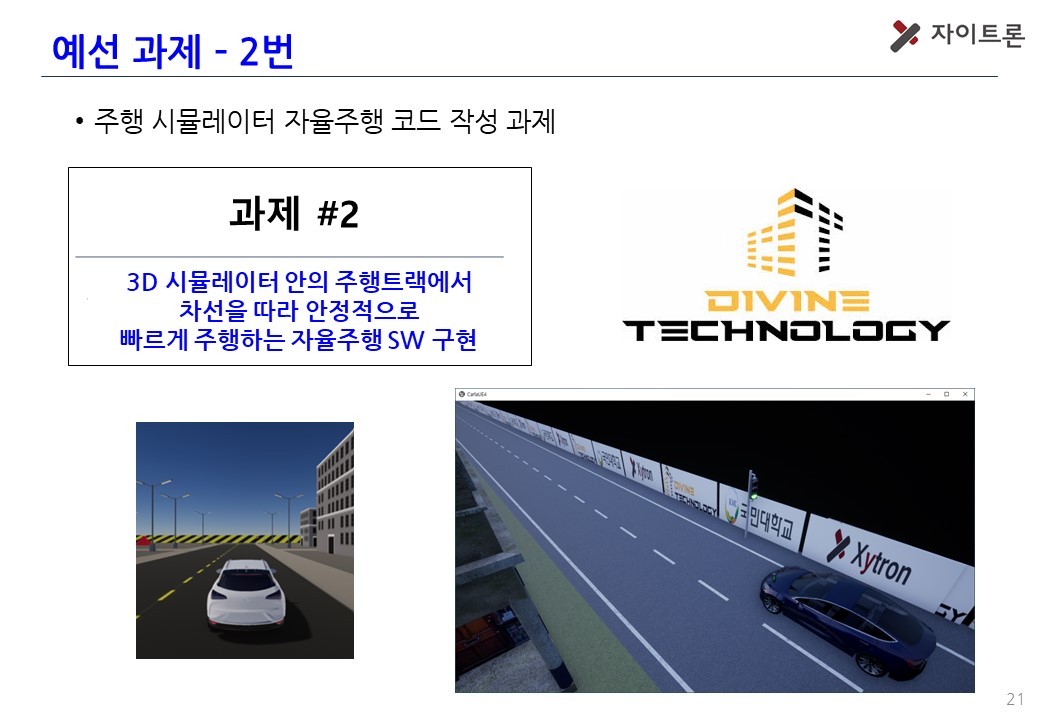 예선 과제 – 2번
자이트론
• 주행 시뮬레이터 자율주행 코드 작성 과제
과제 #2
3D 시뮬레이터 안의 주행트랙에서
차선을 따라 안정적으로
빠르게 주행하는 자율주행 SW 구현
DIVINE
TECHNOLOGY
CarlaUE4
Xytron
DIVINE
TECHNOLOGY
국민대학교
Xytron
21